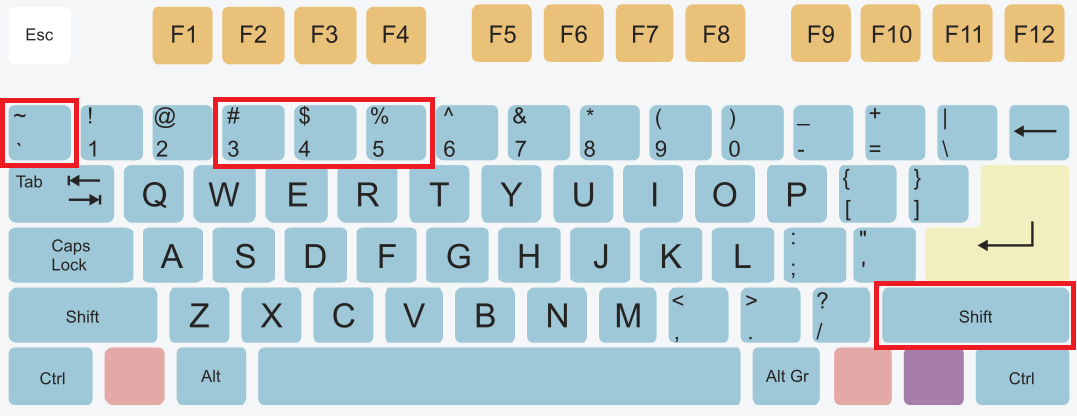 Esc F1 F2 F3 F4 F5 F6 F7 F8 F9 F10 F11 F12
~ ! @ # $ % ^ & * ( ) _ + |
` 1 2 3 4 5 6 7 8 9 0 - = \
Tab Q W E R T Y U I O P { }
[ ]
Caps Lock A S D F G H J K L : "
; '
Shift Z X C V B N M < > ? Shift
, . /
Ctrl Alt Alt Gr Ctrl